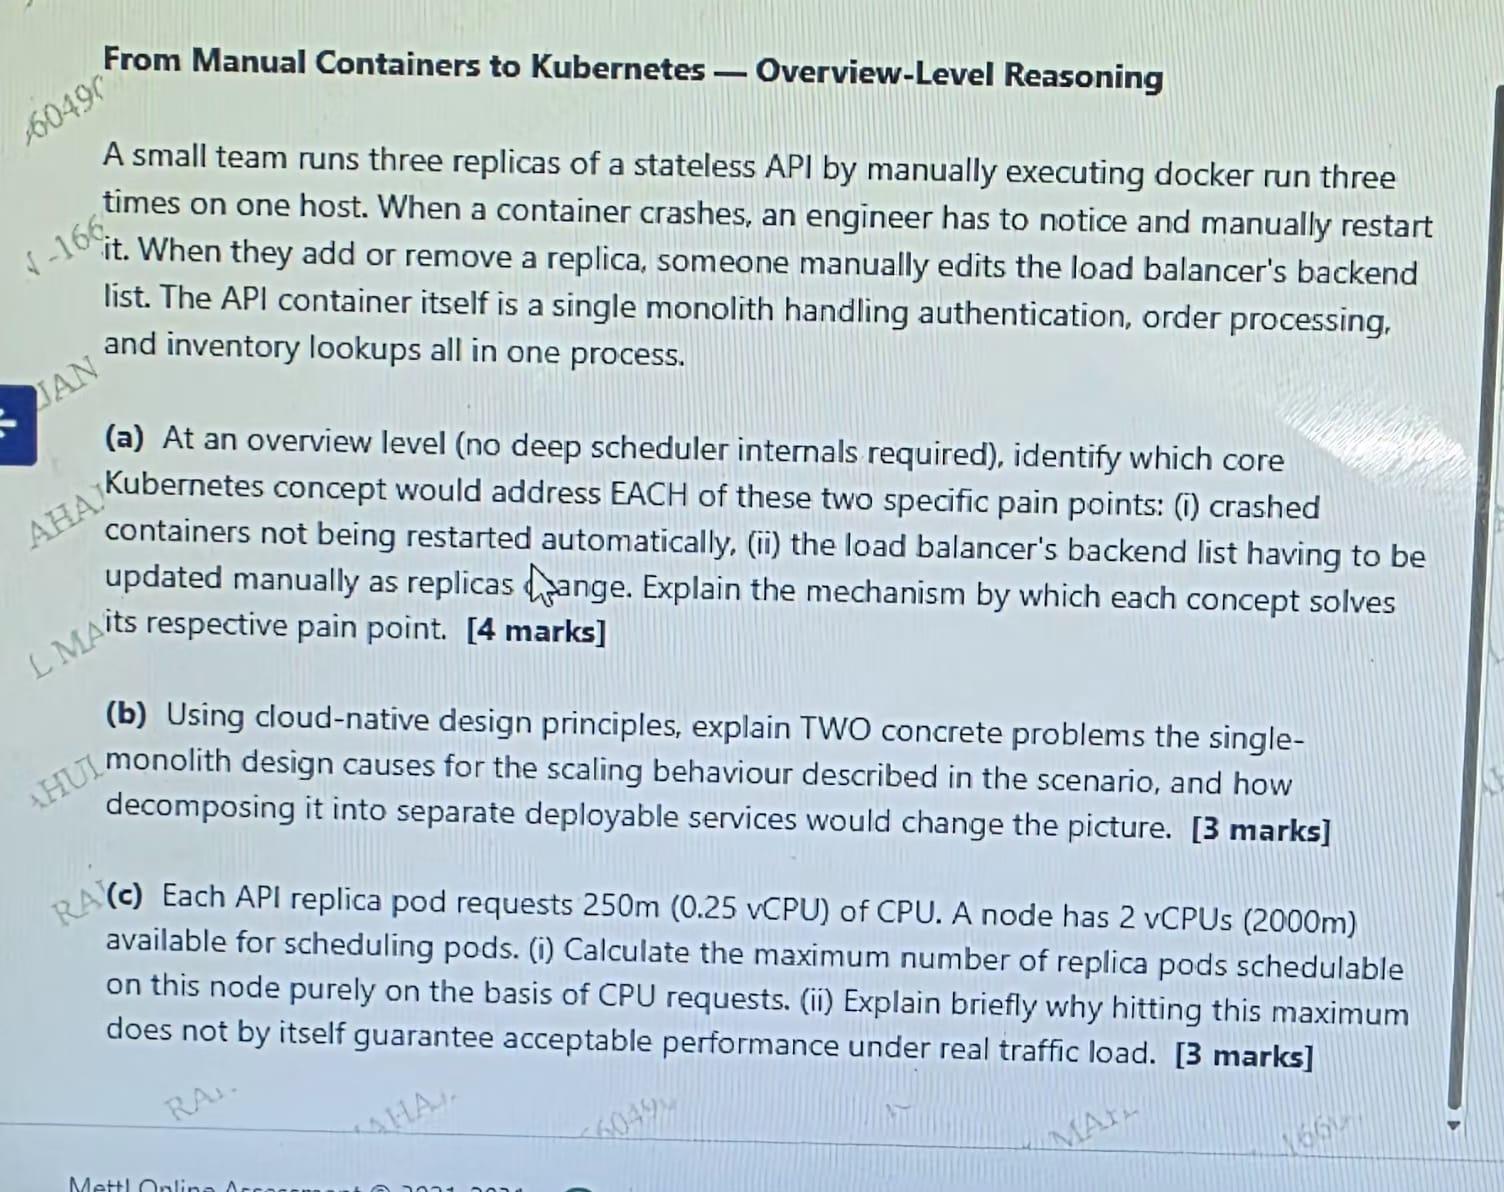 From Manual Containers to Kubernetes — Overview-Level Reasoning
A small team runs three replicas of a stateless API by manually executing docker run three
times on one host. When a container crashes, an engineer has to notice and manually restart
it. When they add or remove a replica, someone manually edits the load balancer's backend
list. The API container itself is a single monolith handling authentication, order processing,
and inventory lookups all in one process.
(a) At an overview level (no deep scheduler internals required), identify which core
Kubernetes concept would address EACH of these two specific pain points: (i) crashed
containers not being restarted automatically, (ii) the load balancer's backend list having to be
updated manually as replicas change. Explain the mechanism by which each concept solves
its respective pain point. [4 marks]
(b) Using cloud-native design principles, explain TWO concrete problems the single-
monolith design causes for the scaling behaviour described in the scenario, and how
decomposing it into separate deployable services would change the picture. [3 marks]
(c) Each API replica pod requests 250m (0.25 vCPU) of CPU. A node has 2 vCPUs (2000m)
available for scheduling pods. (i) Calculate the maximum number of replica pods schedulable
on this node purely on the basis of CPU requests. (ii) Explain briefly why hitting this maximum
does not by itself guarantee acceptable performance under real traffic load. [3 marks]
Mettl Online